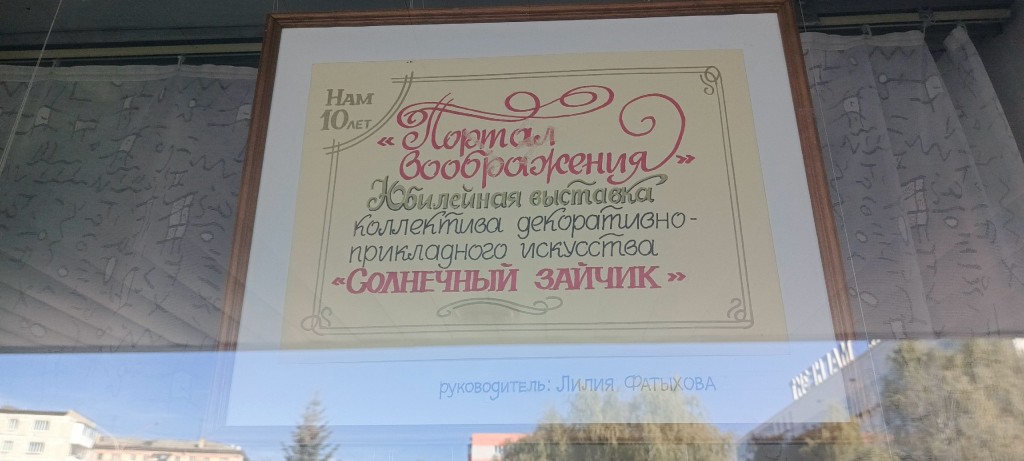 Нам
10 лет
«Портал
воображения»
Юбилейная выставка
коллектива декоративно-
прикладного искусства
«Солнечный зайчик»
руководитель: Лилия Фатыхова